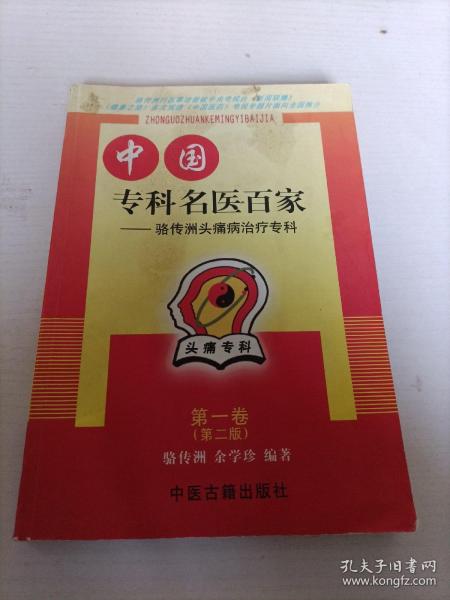 ZHONGUOZHUANKEMINGYIBAIJIA
中国
专科名医百家
——骆传洲头痛病治疗专科
头痛专科
第一卷
(第二版)
骆传洲 余学珍 编著
中医古籍出版社
孔夫子旧书网
www.kongfz.com